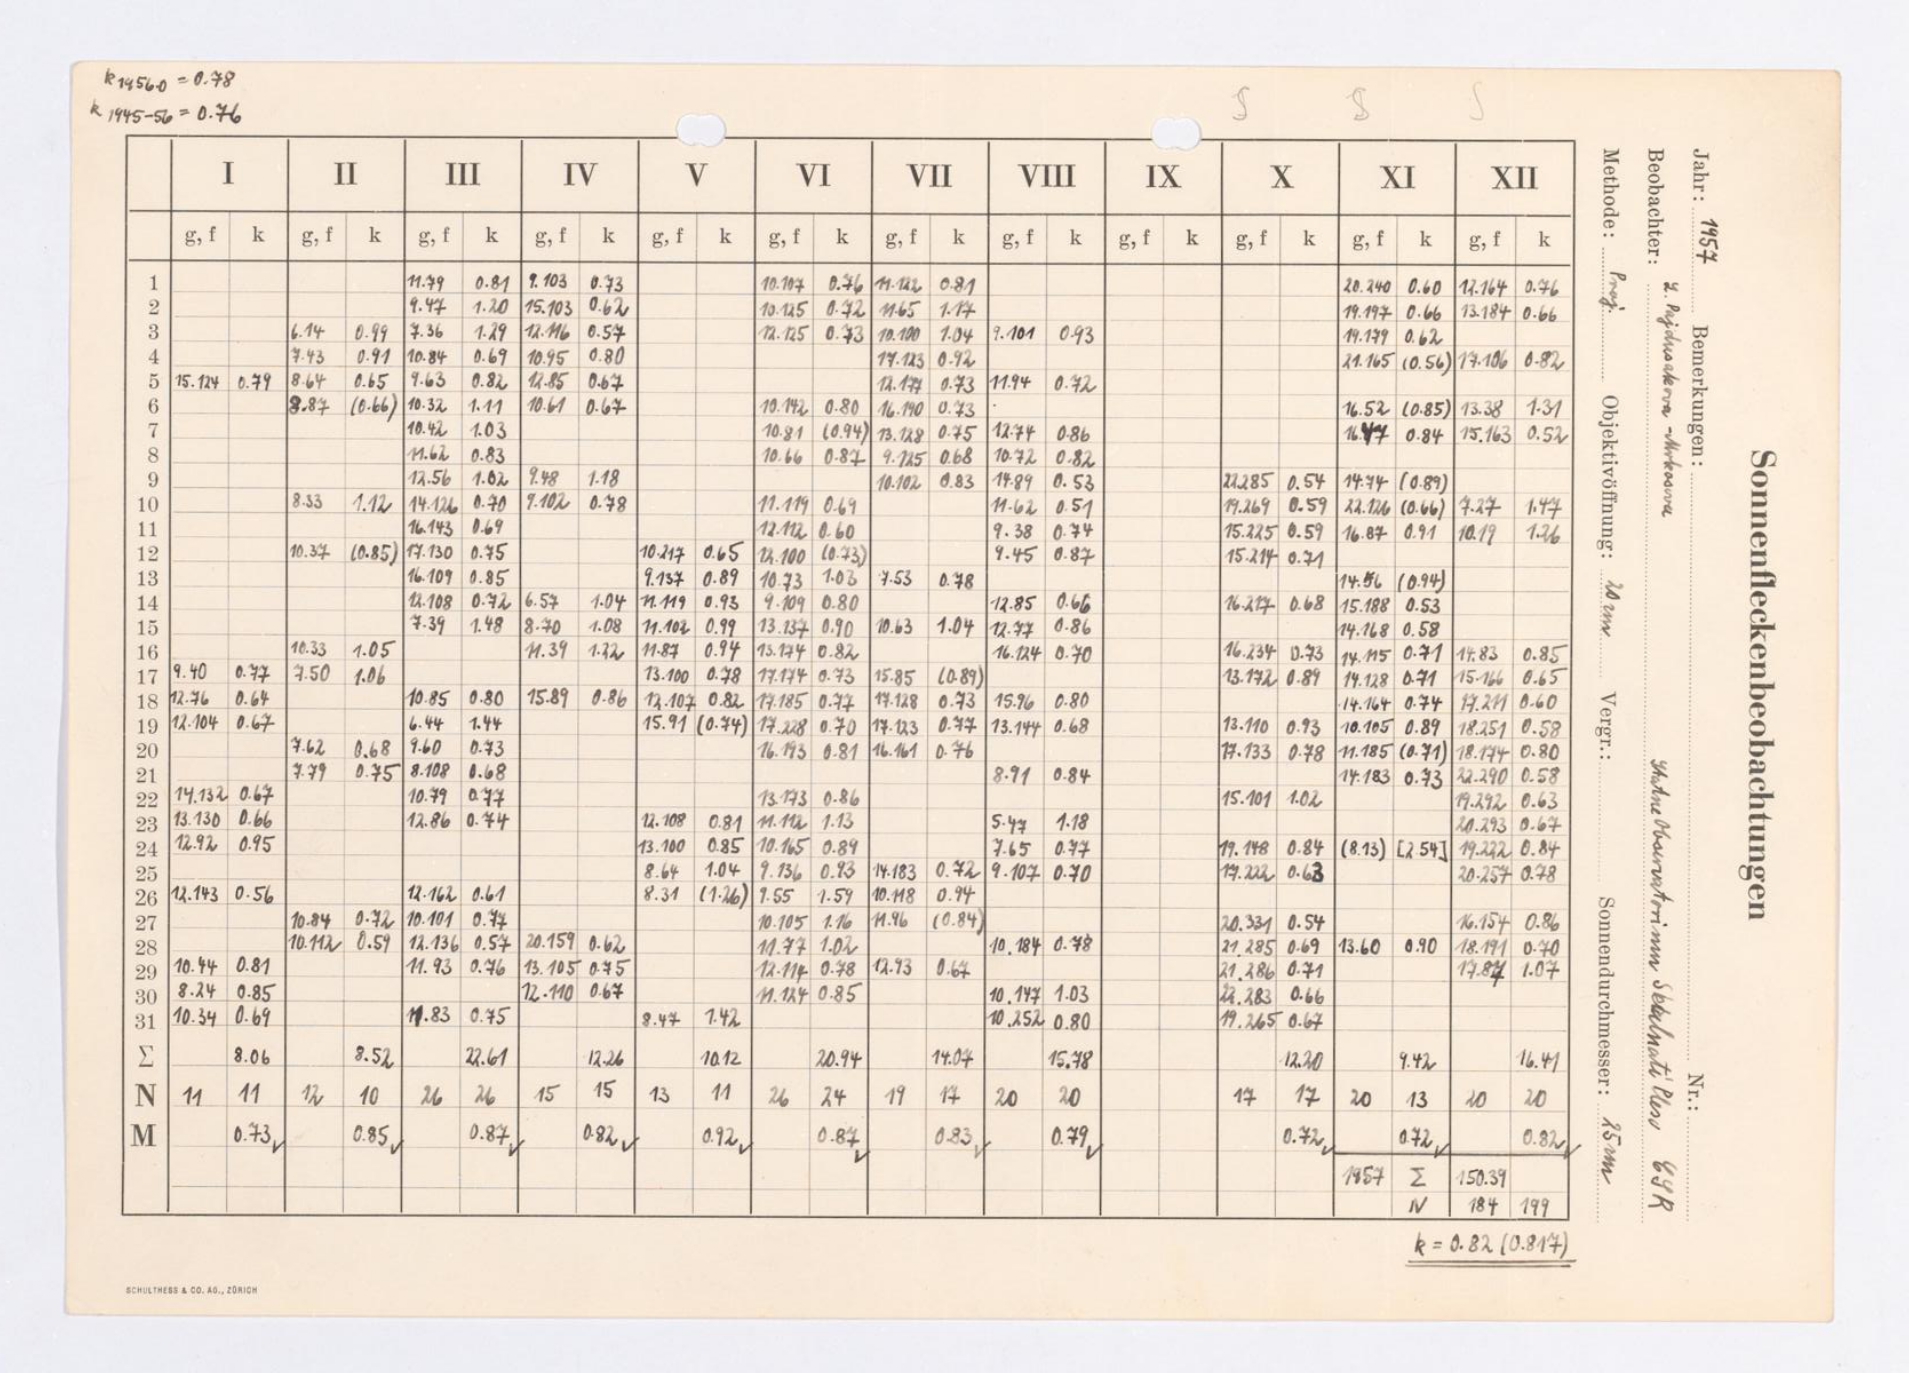 k 1956.0 = 0.78
k 1945-56 = 0.76
Sonnenfleckenbeobachtungen
Jahr: 1957 Bemerkungen: Nr.:
Beobachter: L. Pajdusakova-Mrkosova Skalnate Pleso ČSR
Methode: Proj. Objektivöffnung: 20 cm Vergr.: Sonnendurchmesser: 25 cm
I II III IV V VI VII VIII IX X XI XII
g, f k g, f k g, f k g, f k g, f k g, f k g, f k g, f k g, f k g, f k g, f k g, f k
1 11.79 0.81 9.103 0.73 10.107 0.76 11.122 0.81 20.240 0.60 12.164 0.76
2 9.47 1.20 15.103 0.62 10.125 0.72 11.65 1.17 19.197 0.66 13.184 0.66
3 6.14 0.99 7.36 1.29 12.116 0.57 12.125 0.73 10.100 1.04 9.101 0.93 19.179 0.62
4 7.43 0.91 10.84 0.69 10.95 0.80 17.123 0.92 21.165 (0.56) 17.106 0.82
5 15.124 0.79 8.64 0.65 9.63 0.82 12.85 0.67 12.177 0.73 11.94 0.72
6 8.87 (0.66) 10.32 1.11 10.61 0.67 10.142 0.80 16.190 0.73 16.52 (0.85) 13.38 1.31
7 10.42 1.03 10.81 (0.94) 13.128 0.75 12.74 0.86 16.47 0.84 15.163 0.52
8 11.62 0.83 10.66 0.87 9.125 0.68 10.72 0.82
9 12.56 1.02 9.48 1.18 10.102 0.83 14.89 0.53 22.285 0.54 14.74 (0.89)
10 8.33 1.12 14.126 0.70 9.102 0.78 11.119 0.69 11.62 0.51 19.269 0.59 22.126 (0.66) 7.27 1.47
11 16.143 0.69 12.112 0.60 9.38 0.74 15.225 0.59 16.87 0.91 10.19 1.26
12 10.37 (0.85) 17.130 0.75 10.217 0.65 12.100 (0.73) 9.45 0.87 15.214 0.71
13 16.109 0.85 9.137 0.89 10.73 1.03 7.53 0.78 14.56 (0.94)
14 12.108 0.72 6.57 1.04 11.119 0.93 9.109 0.80 12.85 0.66 16.217 0.68 15.188 0.53
15 7.39 1.48 8.70 1.08 11.102 0.99 13.137 0.90 10.63 1.04 12.77 0.86 14.168 0.58
16 10.33 1.05 11.39 1.22 11.87 0.94 13.174 0.82 16.124 0.70 16.234 0.73 14.115 0.71 14.83 0.85
17 9.40 0.77 7.50 1.06 13.100 0.78 17.174 0.73 15.85 (0.89) 13.172 0.89 14.128 0.71 15.166 0.65
18 12.76 0.64 10.85 0.80 15.89 0.86 12.107 0.82 17.185 0.77 17.128 0.73 15.96 0.80 14.164 0.74 17.211 0.60
19 12.104 0.67 6.44 1.44 15.91 (0.74) 17.228 0.70 17.123 0.77 13.144 0.68 13.110 0.93 10.105 0.89 18.251 0.58
20 7.62 0.68 9.60 0.73 16.193 0.81 16.161 0.76 17.133 0.78 11.185 (0.71) 18.174 0.80
21 7.79 0.75 8.108 0.68 8.91 0.84 14.183 0.73 22.290 0.58
22 14.132 0.67 10.79 0.77 13.173 0.86 15.101 1.02 19.292 0.63
23 13.130 0.66 12.86 0.74 12.108 0.81 11.112 1.13 5.47 1.18 20.293 0.67
24 12.92 0.95 13.100 0.85 10.165 0.89 7.65 0.77 19.148 0.84 (8.13) [2.54] 19.222 0.84
25 8.64 1.04 9.136 0.93 14.183 0.72 9.107 0.70 17.222 0.63 20.257 0.78
26 12.143 0.56 12.162 0.61 8.31 (1.26) 9.55 1.59 10.118 0.94
27 10.84 0.72 10.101 0.77 10.105 1.16 11.96 (0.84) 20.331 0.54 16.154 0.86
28 10.112 0.59 12.136 0.57 20.159 0.62 11.77 1.02 10.184 0.78 21.285 0.69 13.60 0.90 18.191 0.70
29 10.44 0.81 11.93 0.76 13.105 0.75 12.114 0.78 12.93 0.67 21.286 0.71 17.87 1.07
30 8.24 0.85 12.110 0.67 11.124 0.85 10.147 1.03 22.283 0.66
31 10.34 0.69 11.83 0.75 8.47 1.42 10.252 0.80 19.265 0.67
Σ 8.06 8.52 22.61 12.26 10.12 20.94 14.07 15.78 12.20 9.42 16.41
N 11 11 12 10 26 26 15 15 13 11 26 24 19 17 20 20 17 17 20 13 20 20
M 0.73 0.85 0.87 0.82 0.92 0.87 0.83 0.79 0.72 0.72 0.82
1957 Σ 150.39
N 184 199
k = 0.82 (0.817)
SCHULTHESS & CO. AG., ZÜRICH